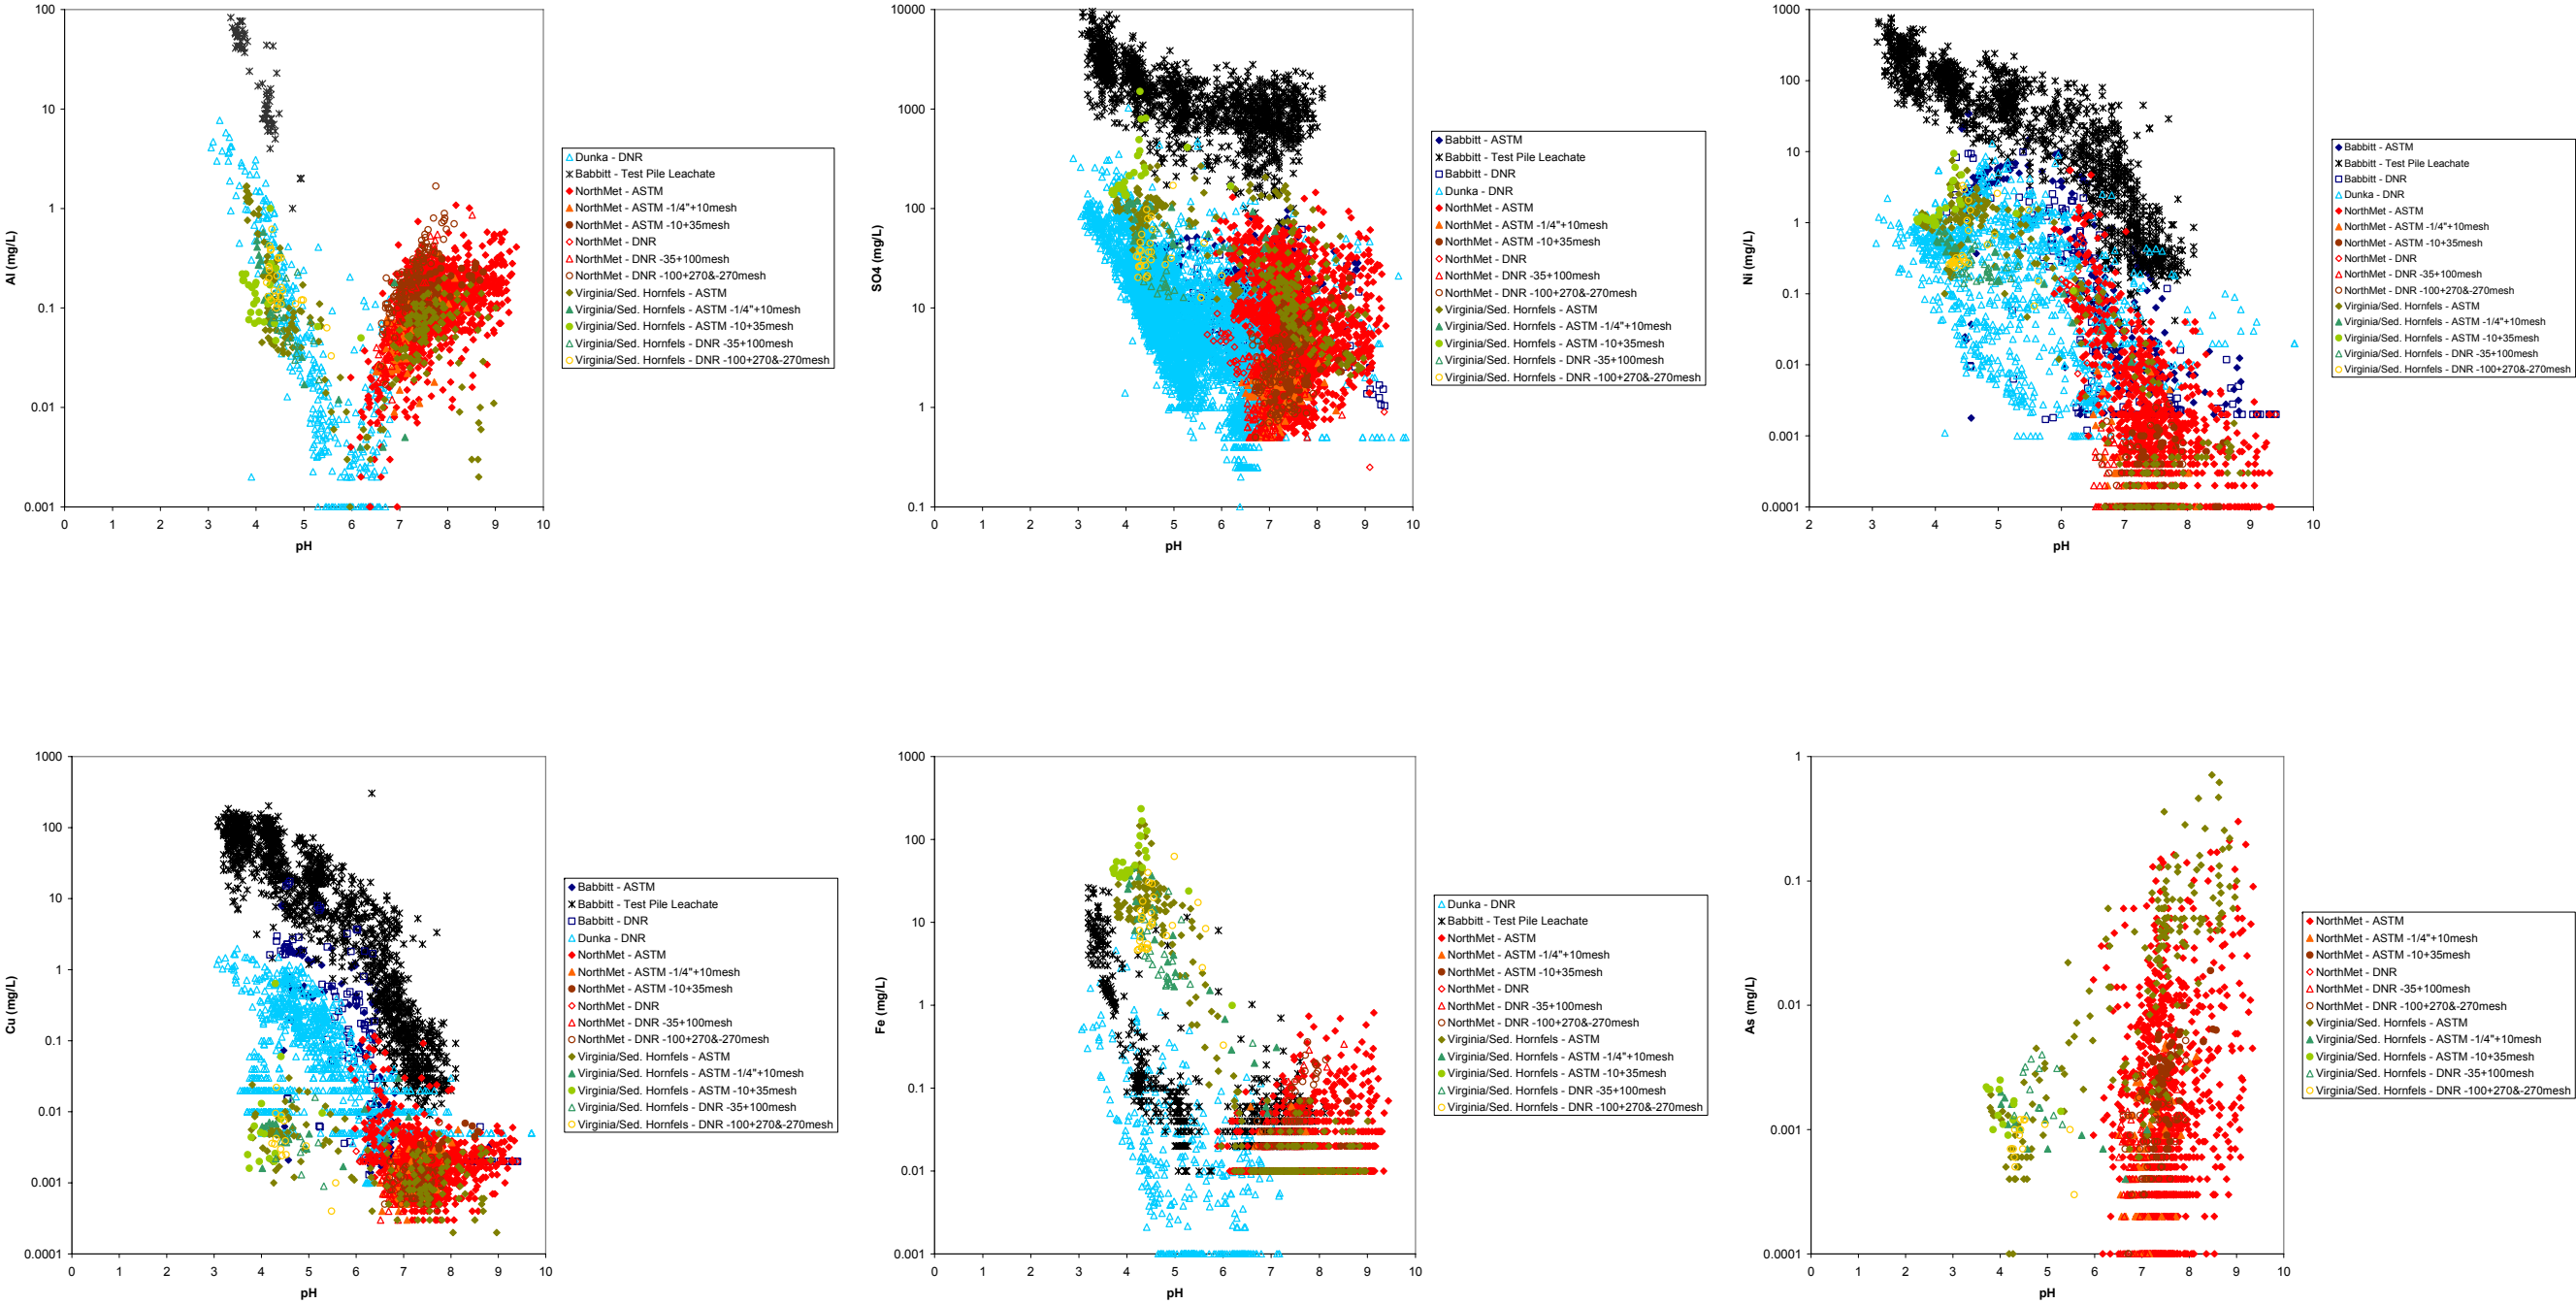 100
10
1
0.1
0.01
0.001
Al (mg/L)
0 1 2 3 4 5 6 7 8 9 10
pH
Dunka - DNR
Babbitt - Test Pile Leachate
NorthMet - ASTM
NorthMet - ASTM -1/4"+10mesh
NorthMet - ASTM -10+35mesh
NorthMet - DNR
NorthMet - DNR -35+100mesh
NorthMet - DNR -100+270&-270mesh
Virginia/Sed. Hornfels - ASTM
Virginia/Sed. Hornfels - ASTM -1/4"+10mesh
Virginia/Sed. Hornfels - ASTM -10+35mesh
Virginia/Sed. Hornfels - DNR -35+100mesh
Virginia/Sed. Hornfels - DNR -100+270&-270mesh
10000
1000
100
10
1
0.1
SO4 (mg/L)
0 1 2 3 4 5 6 7 8 9 10
pH
Babbitt - ASTM
Babbitt - Test Pile Leachate
Babbitt - DNR
Dunka - DNR
NorthMet - ASTM
NorthMet - ASTM -1/4"+10mesh
NorthMet - ASTM -10+35mesh
NorthMet - DNR
NorthMet - DNR -35+100mesh
NorthMet - DNR -100+270&-270mesh
Virginia/Sed. Hornfels - ASTM
Virginia/Sed. Hornfels - ASTM -1/4"+10mesh
Virginia/Sed. Hornfels - ASTM -10+35mesh
Virginia/Sed. Hornfels - DNR -35+100mesh
Virginia/Sed. Hornfels - DNR -100+270&-270mesh
1000
100
10
1
0.1
0.01
0.001
0.0001
Ni (mg/L)
2 3 4 5 6 7 8 9 10
pH
Babbitt - ASTM
Babbitt - Test Pile Leachate
Babbitt - DNR
Dunka - DNR
NorthMet - ASTM
NorthMet - ASTM -1/4"+10mesh
NorthMet - ASTM -10+35mesh
NorthMet - DNR
NorthMet - DNR -35+100mesh
NorthMet - DNR -100+270&-270mesh
Virginia/Sed. Hornfels - ASTM
Virginia/Sed. Hornfels - ASTM -1/4"+10mesh
Virginia/Sed. Hornfels - ASTM -10+35mesh
Virginia/Sed. Hornfels - DNR -35+100mesh
Virginia/Sed. Hornfels - DNR -100+270&-270mesh
1000
100
10
1
0.1
0.01
0.001
0.0001
Cu (mg/L)
0 1 2 3 4 5 6 7 8 9 10
pH
Babbitt - ASTM
Babbitt - Test Pile Leachate
Babbitt - DNR
Dunka - DNR
NorthMet - ASTM
NorthMet - ASTM -1/4"+10mesh
NorthMet - ASTM -10+35mesh
NorthMet - DNR
NorthMet - DNR -35+100mesh
NorthMet - DNR -100+270&-270mesh
Virginia/Sed. Hornfels - ASTM
Virginia/Sed. Hornfels - ASTM -1/4"+10mesh
Virginia/Sed. Hornfels - ASTM -10+35mesh
Virginia/Sed. Hornfels - DNR -35+100mesh
Virginia/Sed. Hornfels - DNR -100+270&-270mesh
1000
100
10
1
0.1
0.01
0.001
Fe (mg/L)
0 1 2 3 4 5 6 7 8 9 10
pH
Dunka - DNR
Babbitt - Test Pile Leachate
NorthMet - ASTM
NorthMet - ASTM -1/4"+10mesh
NorthMet - ASTM -10+35mesh
NorthMet - DNR
NorthMet - DNR -35+100mesh
NorthMet - DNR -100+270&-270mesh
Virginia/Sed. Hornfels - ASTM
Virginia/Sed. Hornfels - ASTM -1/4"+10mesh
Virginia/Sed. Hornfels - ASTM -10+35mesh
Virginia/Sed. Hornfels - DNR -35+100mesh
Virginia/Sed. Hornfels - DNR -100+270&-270mesh
1
0.1
0.01
0.001
0.0001
As (mg/L)
0 1 2 3 4 5 6 7 8 9 10
pH
NorthMet - ASTM
NorthMet - ASTM -1/4"+10mesh
NorthMet - ASTM -10+35mesh
NorthMet - DNR
NorthMet - DNR -35+100mesh
NorthMet - DNR -100+270&-270mesh
Virginia/Sed. Hornfels - ASTM
Virginia/Sed. Hornfels - ASTM -1/4"+10mesh
Virginia/Sed. Hornfels - ASTM -10+35mesh
Virginia/Sed. Hornfels - DNR -35+100mesh
Virginia/Sed. Hornfels - DNR -100+270&-270mesh